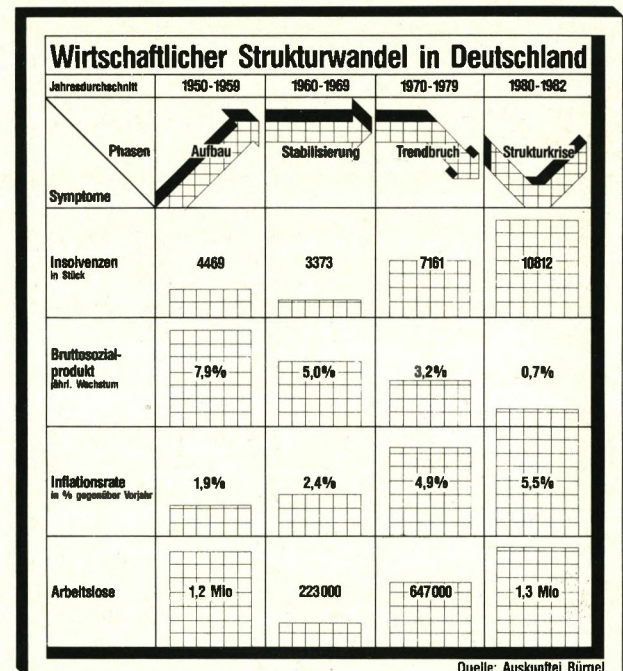 Wirtschaftlicher Strukturwandel in Deutschland
Jahresdurchschnitt 1950-1959 1960-1969 1970-1979 1980-1982
Phasen Aufbau Stabilisierung Trendbruch Strukturkrise
Symptome
Insolvenzen 4469 3373 7161 10812
in Stück
Bruttosozial-
produkt 7,9% 5,0% 3,2% 0,7%
jährl. Wachstum
Inflationsrate 1,9% 2,4% 4,9% 5,5%
in % gegenüber Vorjahr
Arbeitslose 1,2 Mio 223000 647000 1,3 Mio
Quelle: Auskunftei Bürgel